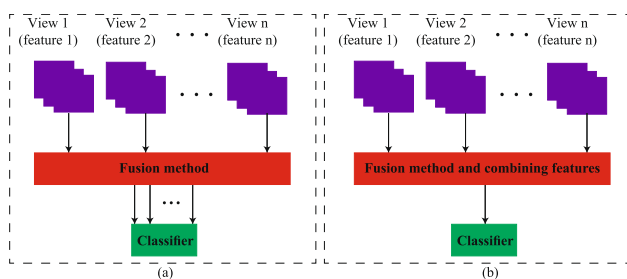 View 1 View 2 • • • View n
(feature 1) (feature 2) (feature n)
• • •
Fusion method
•••
Classifier
(a)
View 1 View 2 • • • View n
(feature 1) (feature 2) (feature n)
• • •
Fusion method and combining features
Classifier
(b)